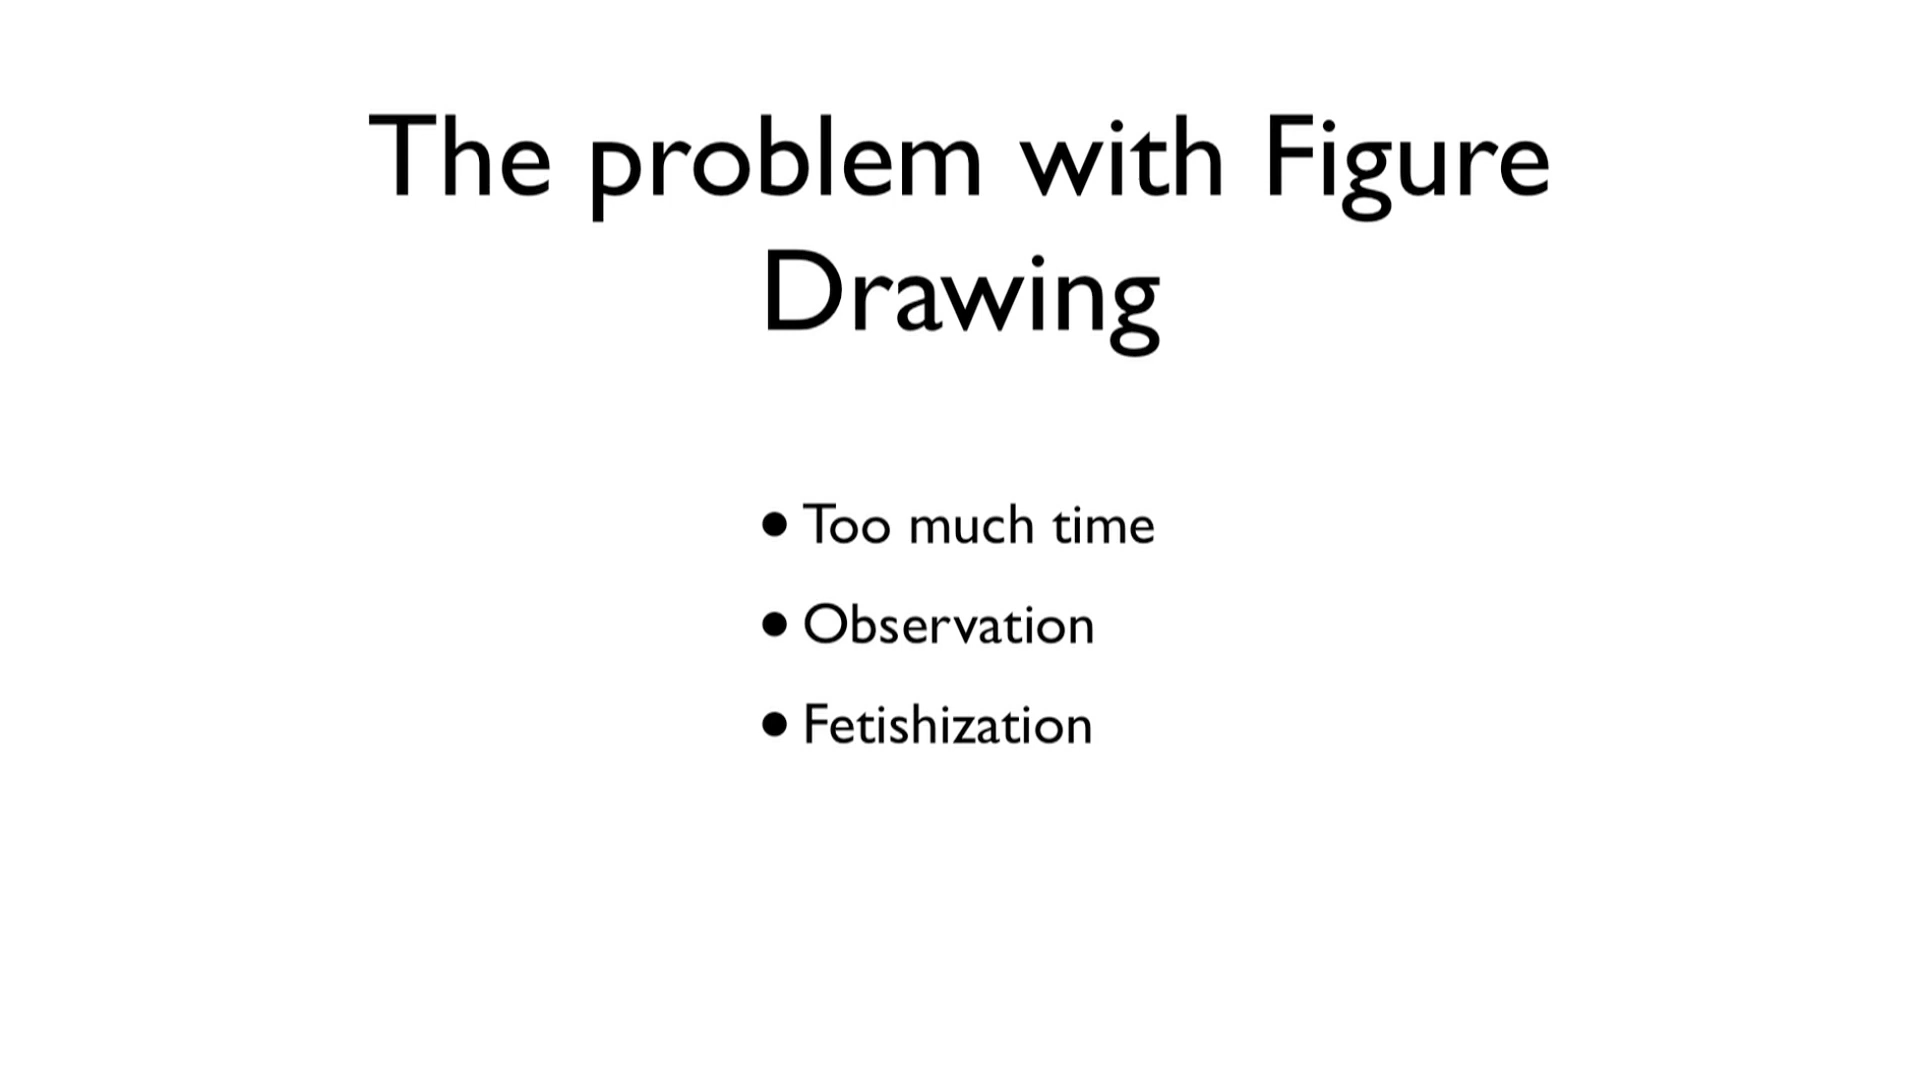 The problem with Figure
Drawing
• Too much time
• Observation
• Fetishization